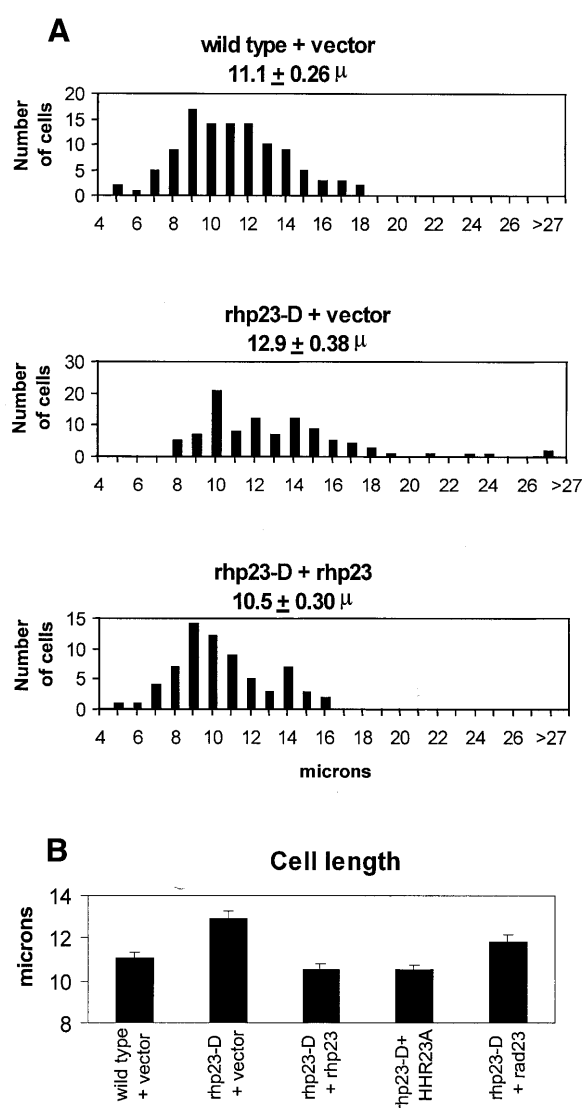 A
wild type + vector
11.1 ± 0.26 µ
Number
of cells
20
15
10
5
0
4 6 8 10 12 14 16 18 20 22 24 26 >27
rhp23-D + vector
12.9 ± 0.38 µ
Number
of cells
30
20
10
0
4 6 8 10 12 14 16 18 20 22 24 26 >27
rhp23-D + rhp23
10.5 ± 0.30 µ
Number
of cells
15
10
5
0
4 6 8 10 12 14 16 18 20 22 24 26 >27
microns
B
Cell length
microns
14
12
10
8
wild type
+ vector
rhp23-D
+ vector
rhp23-D
+ rhp23
rhp23-D+
HHR23A
rhp23-D
+ rad23